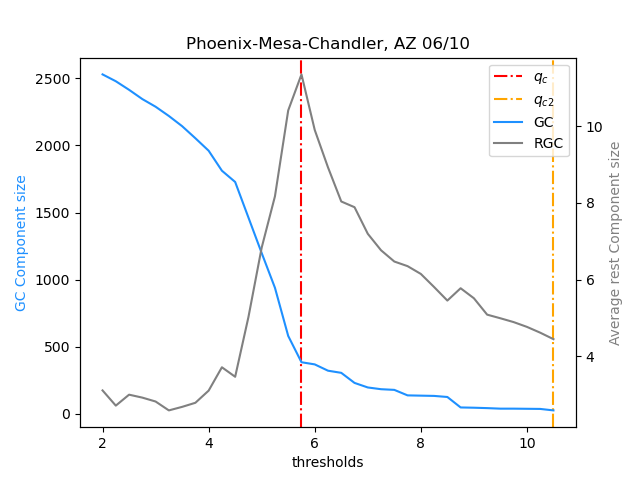 Phoenix-Mesa-Chandler, AZ 06/10
q_c
q_c2
GC
RGC
GC Component size
2500
2000
1500
1000
500
0
10
8
6
4
Average rest Component size
2 4 6 8 10
thresholds